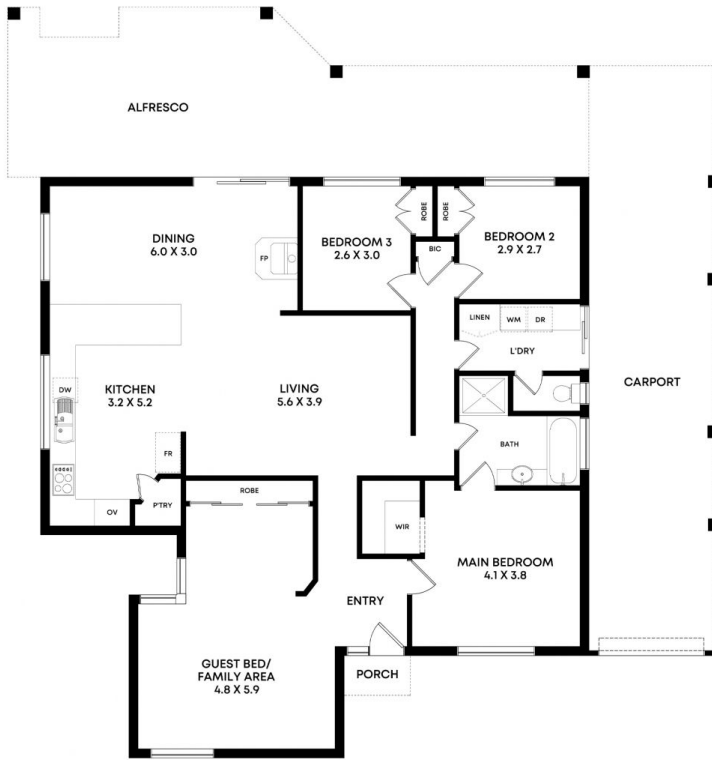 ALFRESCO
DINING
6.0 X 3.0
FP
BEDROOM 3
2.6 X 3.0
ROBE
ROBE
BIC
BEDROOM 2
2.9 X 2.7
LINEN
WM
DR
L'DRY
CARPORT
DW
KITCHEN
3.2 X 5.2
LIVING
5.6 X 3.9
FR
BATH
P'TRY
OV
ROBE
WIR
MAIN BEDROOM
4.1 X 3.8
ENTRY
GUEST BED/
FAMILY AREA
4.8 X 5.9
PORCH